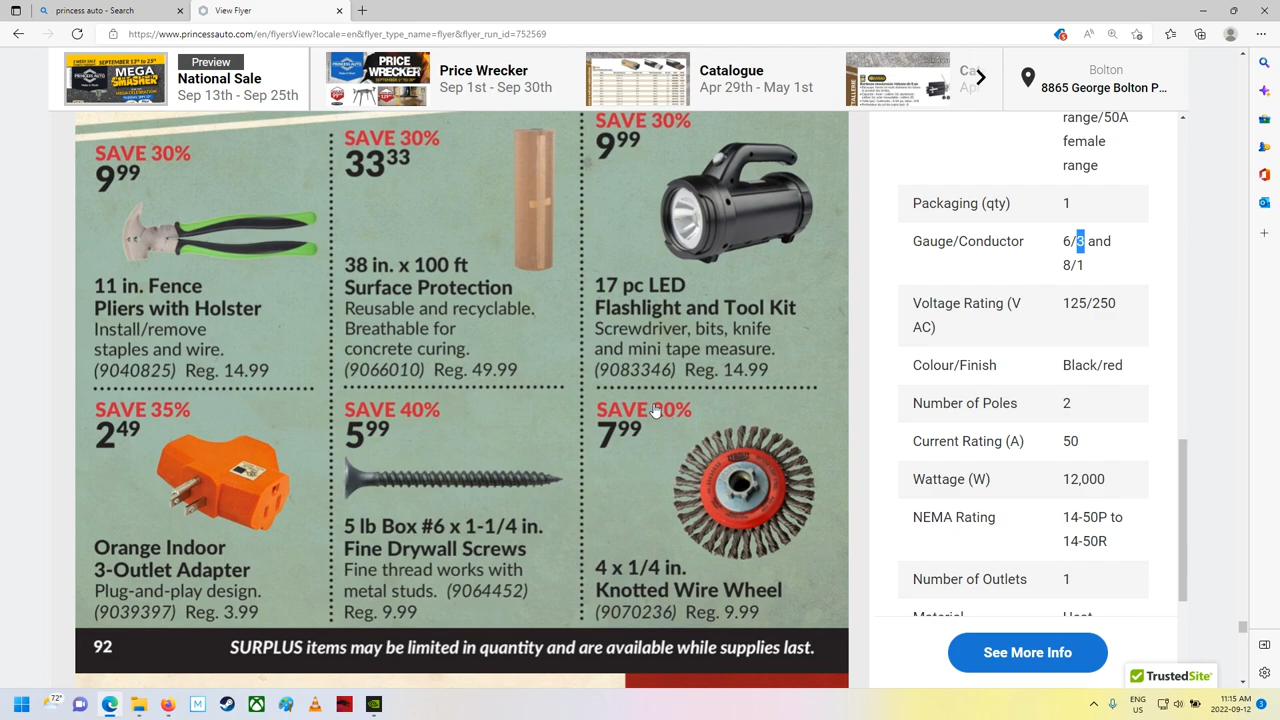 princess auto - Search
View Flyer
https://www.princessauto.com/en/flyersView?locale=en&flyer_type_name=flyer&flyer_run_id=752569
Preview
National Sale
th - Sep 25th
Price Wrecker
Sep 1st - Sep 30th
Catalogue
Apr 29th - May 1st
8865 George Bolton P...
SAVE 30%
9 99
11 in. Fence
Pliers with Holster
Install/remove
staples and wire.
(9040825) Reg. 14.99
SAVE 30%
33 33
38 in. x 100 ft
Surface Protection
Reusable and recyclable.
Breathable for
concrete curing.
(9066010) Reg. 49.99
SAVE 30%
9 99
17 pc LED
Flashlight and Tool Kit
Screwdriver, bits, knife
and mini tape measure.
(9083346) Reg. 14.99
SAVE 35%
2 49
Orange Indoor
3-Outlet Adapter
Plug-and-play design.
(9039397) Reg. 3.99
SAVE 40%
5 99
5 lb Box #6 x 1-1/4 in.
Fine Drywall Screws
Fine thread works with
metal studs. (9064452)
Reg. 9.99
SAVE 20%
7 99
4 x 1/4 in.
Knotted Wire Wheel
(9070236) Reg. 9.99
92
SURPLUS items may be limited in quantity and are available while supplies last.
range/50A
female
range
Packaging (qty) 1
Gauge/Conductor 6/3 and
8/1
Voltage Rating (V 125/250
AC)
Colour/Finish Black/red
Number of Poles 2
Current Rating (A) 50
Wattage (W) 12,000
NEMA Rating 14-50P to
14-50R
Number of Outlets 1
Material Heat
See More Info
TrustedSite
72°
ENG
US
11:15 AM
2022-09-12